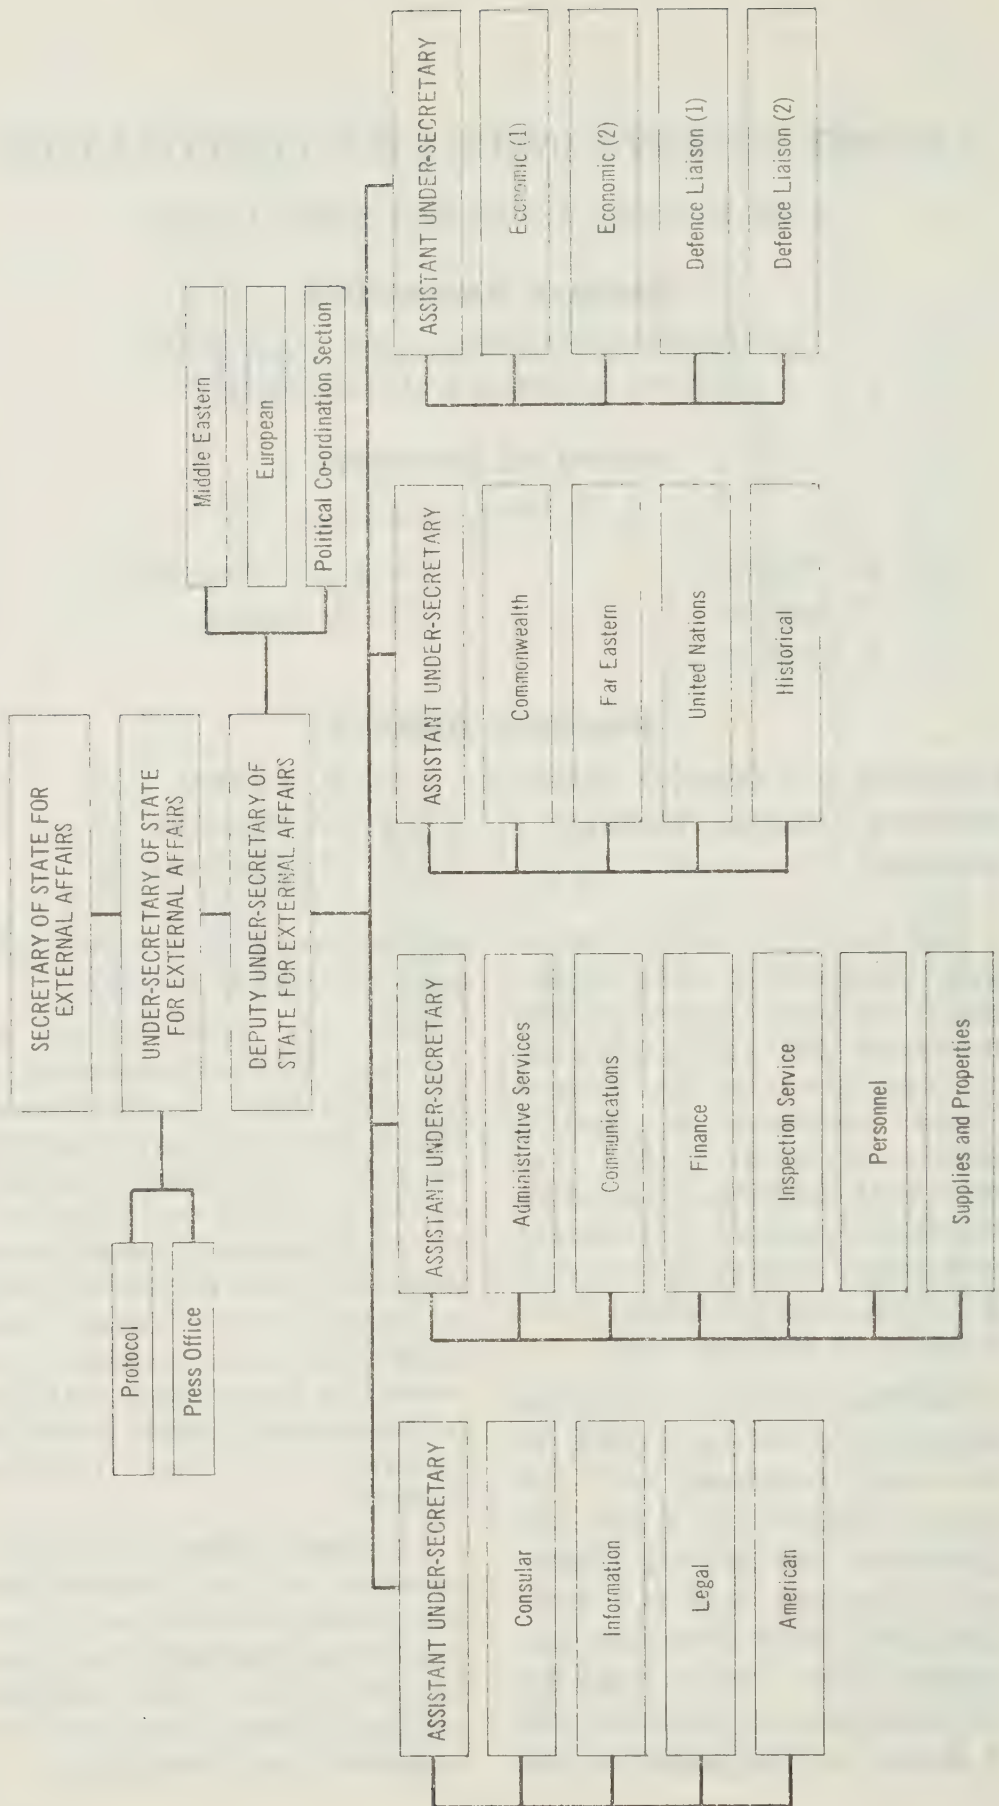 SECRETARY OF STATE FOR
EXTERNAL AFFAIRS
UNDER-SECRETARY OF STATE
FOR EXTERNAL AFFAIRS
Protocol
Press Office
DEPUTY UNDER-SECRETARY OF
STATE FOR EXTERNAL AFFAIRS
Middle Eastern
European
Political Co-ordination Section
ASSISTANT UNDER-SECRETARY
Consular
Information
Legal
American
ASSISTANT UNDER-SECRETARY
Administrative Services
Communications
Finance
Inspection Service
Personnel
Supplies and Properties
ASSISTANT UNDER-SECRETARY
Commonwealth
Far Eastern
United Nations
Historical
ASSISTANT UNDER-SECRETARY
Economic (1)
Economic (2)
Defence Liaison (1)
Defence Liaison (2)